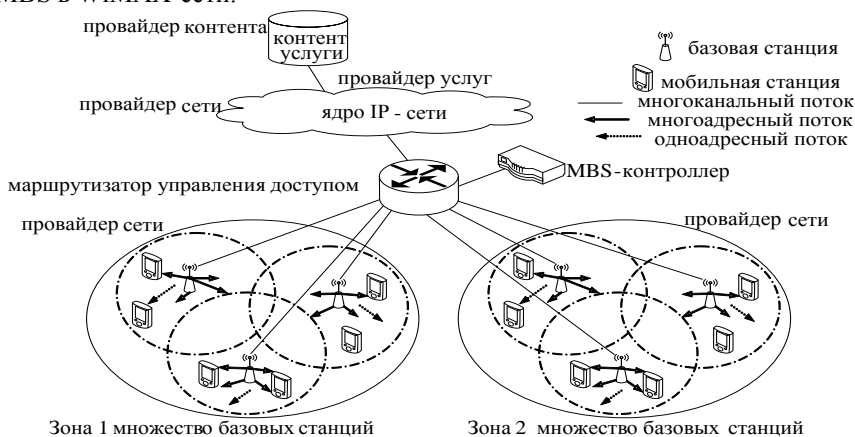 MBS в WiMAX-сети.
провайдер контента
контент
услуги
базовая станция
провайдер услуг
мобильная станция
провайдер сети
ядро IP - сети
многоканальный поток
многоадресный поток
одноадресный поток
MBS-контроллер
маршрутизатор управления доступом
провайдер сети
провайдер сети
Зона 1 множество базовых станций
Зона 2 множество базовых станций